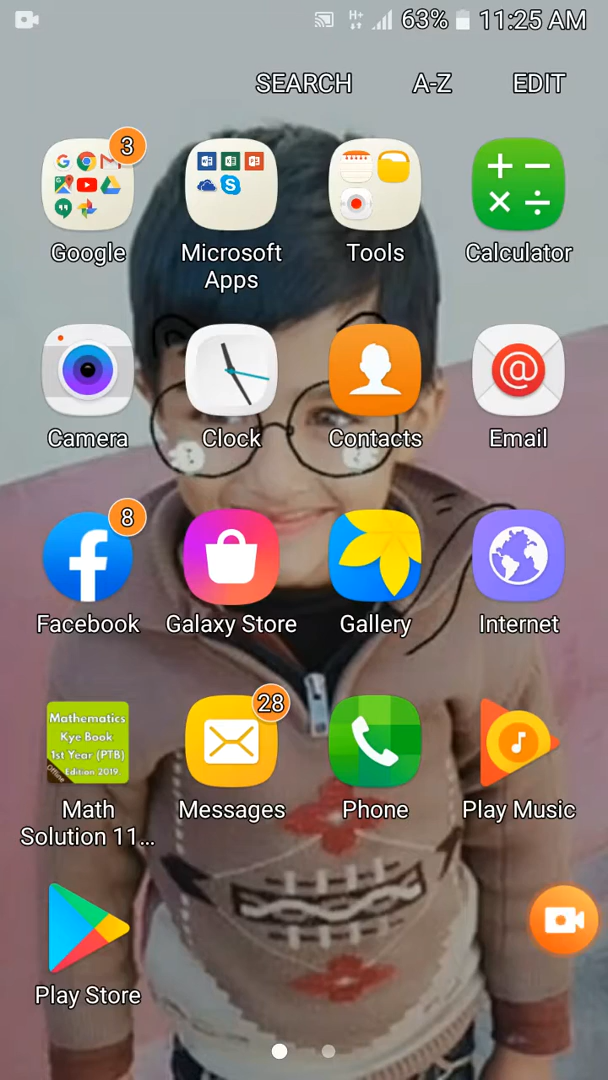 63% 11:25 AM
SEARCH A-Z EDIT
3
Google
Microsoft
Apps
Tools
Calculator
Camera
Clock
Contacts
Email
8
Facebook
Galaxy Store
Gallery
Internet
Mathematics
Kye Book
1st Year (PTB)
Edition 2019
Offline
28
Math
Solution 11...
Messages
Phone
Play Music
Play Store